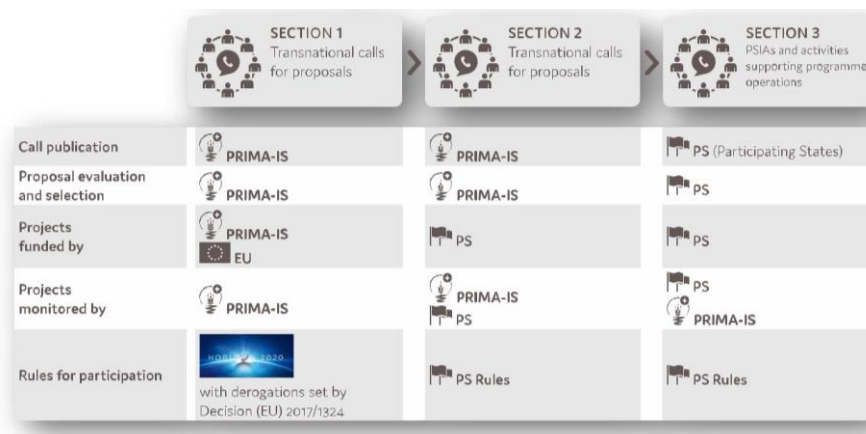 SECTION 1
Transnational calls
for proposals
SECTION 2
Transnational calls
for proposals
SECTION 3
PSIAs and activities
supporting programme
operations
Call publication
PRIMA-IS
PRIMA-IS
PS (Participating States)
Proposal evaluation
and selection
PRIMA-IS
PRIMA-IS
PS
Projects
funded by
PRIMA-IS
EU
PS
PS
Projects
monitored by
PRIMA-IS
PRIMA-IS
PS
PS
PRIMA-IS
Rules for participation
HORIZON 2020
with derogations set by
Decision (EU) 2017/1324
PS Rules
PS Rules